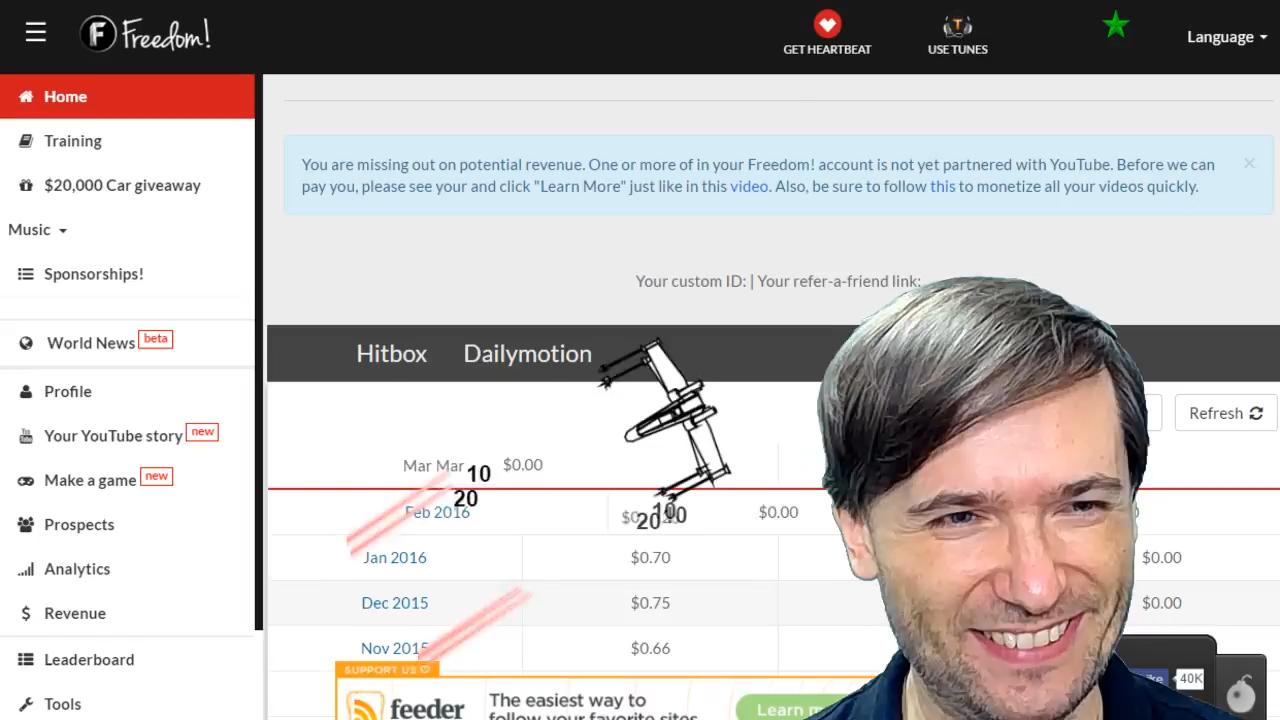 Freedom!
GET HEARTBEAT
USE TUNES
Language
Home
Training
$20,000 Car giveaway
Music
Sponsorships!
World News beta
Profile
Your YouTube story new
Make a game new
Prospects
Analytics
$ Revenue
Leaderboard
Tools
You are missing out on potential revenue. One or more of in your Freedom! account is not yet partnered with YouTube. Before we can
pay you, please see your and click "Learn More" just like in this video. Also, be sure to follow this to monetize all your videos quickly.
Your custom ID: | Your refer-a-friend link:
Hitbox Dailymotion
Refresh
Mar Mar 10 $0.00
20
Feb 2016 $0.00
Jan 2016 $0.70 $0.00
Dec 2015 $0.75 $0.00
Nov 2015 $0.66
SUPPORT US
feeder
The easiest way to
follow your favorite sites
Learn
40K